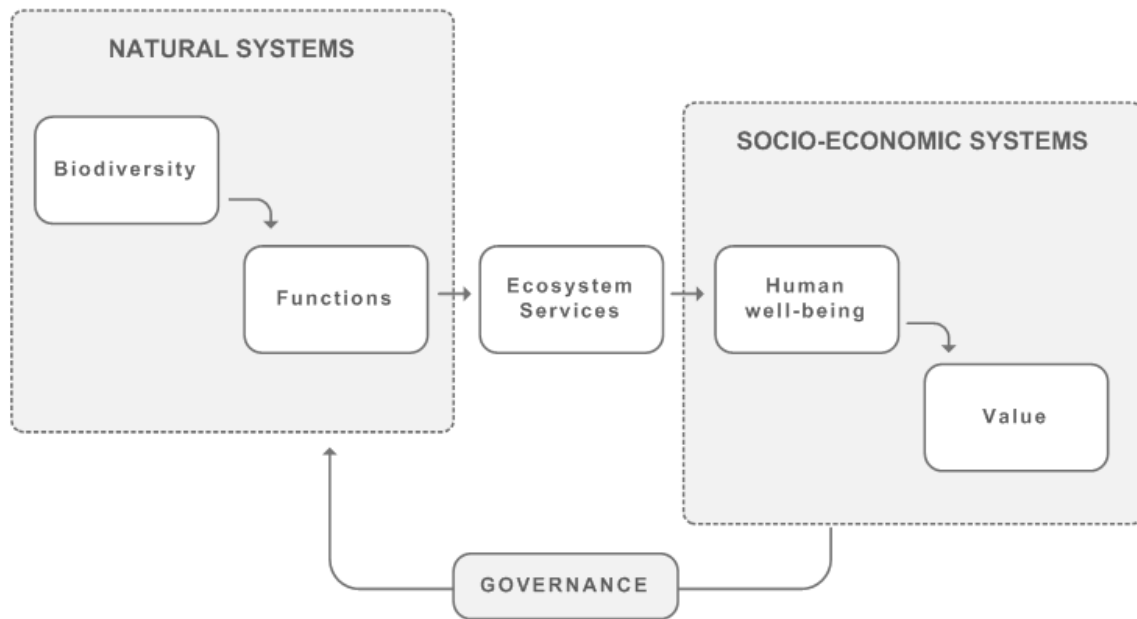 NATURAL SYSTEMS
Biodiversity
Functions
Ecosystem
Services
SOCIO-ECONOMIC SYSTEMS
Human
well-being
Value
GOVERNANCE